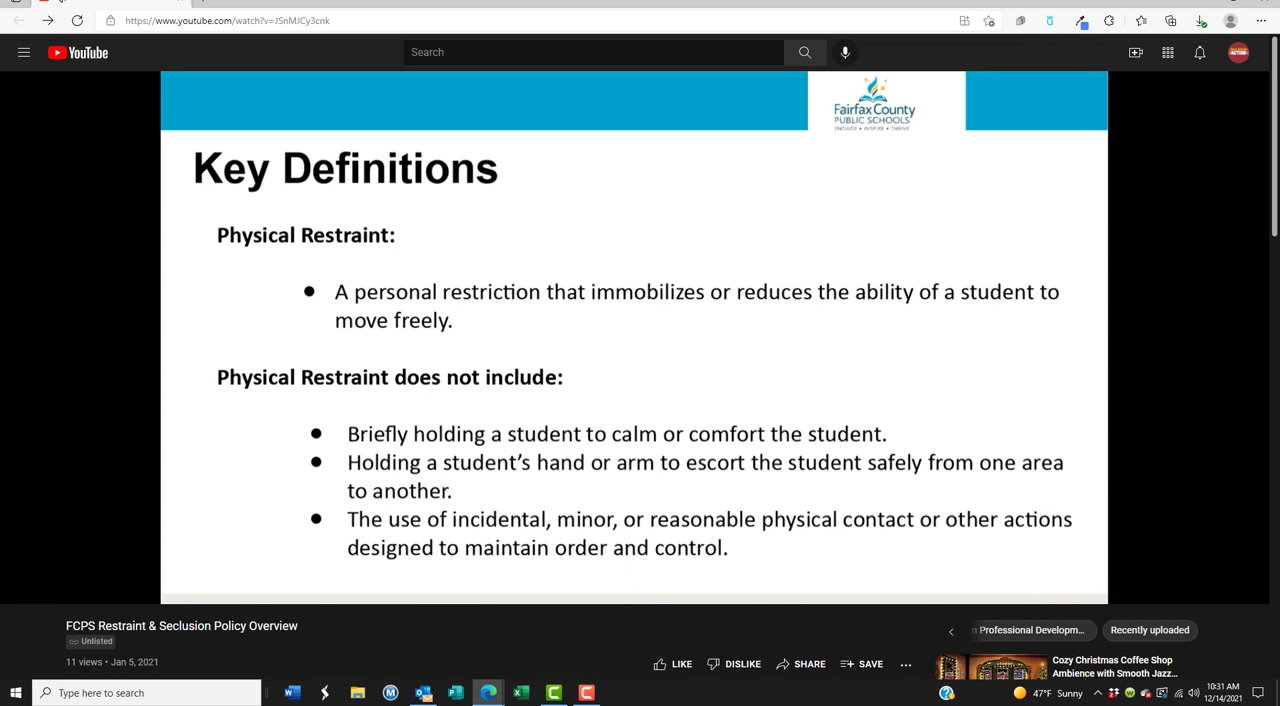 https://www.youtube.com/watch?v=JSnMJCy3cnk
YouTube
Search
ACTION
Fairfax County
PUBLIC SCHOOLS
ENGAGE • INSPIRE • THRIVE
Key Definitions
Physical Restraint:
● A personal restriction that immobilizes or reduces the ability of a student to
move freely.
Physical Restraint does not include:
● Briefly holding a student to calm or comfort the student.
● Holding a student's hand or arm to escort the student safely from one area
to another.
● The use of incidental, minor, or reasonable physical contact or other actions
designed to maintain order and control.
FCPS Restraint & Seclusion Policy Overview
Unlisted
11 views • Jan 5, 2021
LIKE DISLIKE SHARE SAVE ...
Professional Developm... Recently uploaded
Cozy Christmas Coffee Shop
Ambience with Smooth Jazz...
Type here to search
47°F Sunny
10:31 AM
12/14/2021